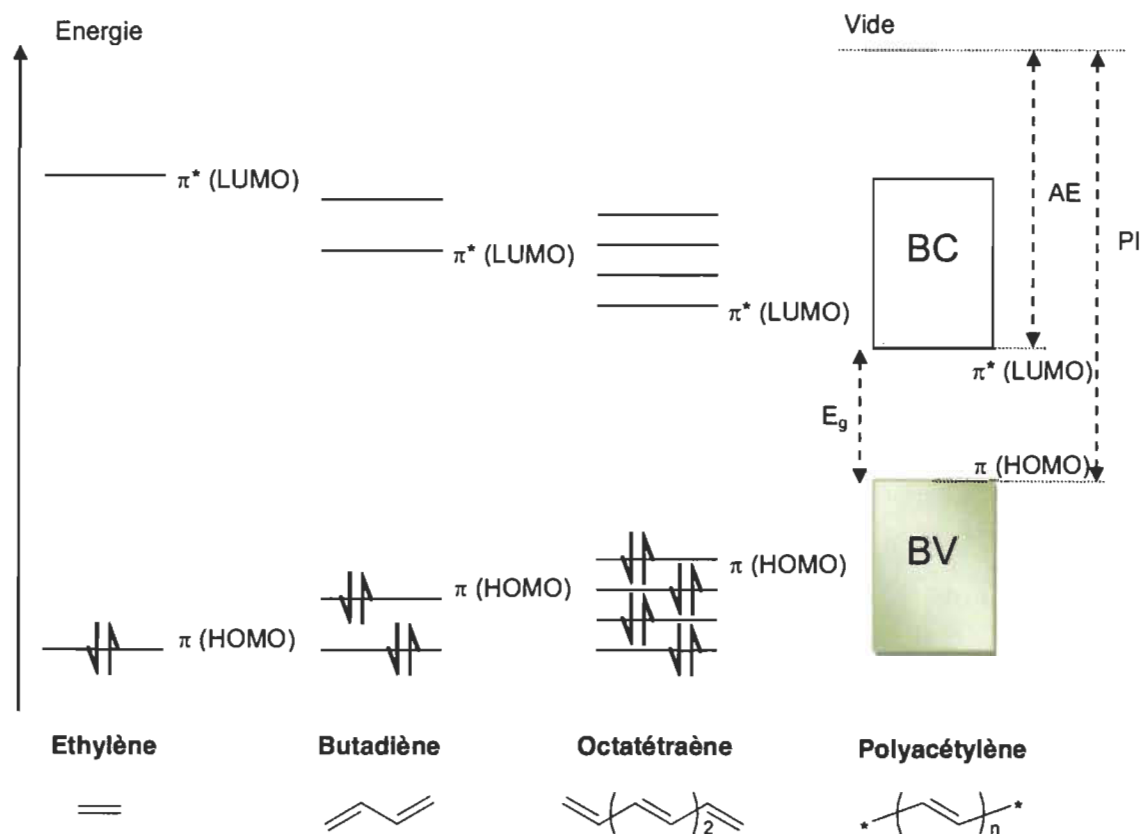 Energie
Vide
π* (LUMO)
π* (LUMO)
π* (LUMO)
BC
AE
PI
π* (LUMO)
E_g
π (HOMO)
BV
π (HOMO)
π (HOMO)
π (HOMO)
Ethylène
Butadiène
Octatétraène
Polyacétylène
2
* n *